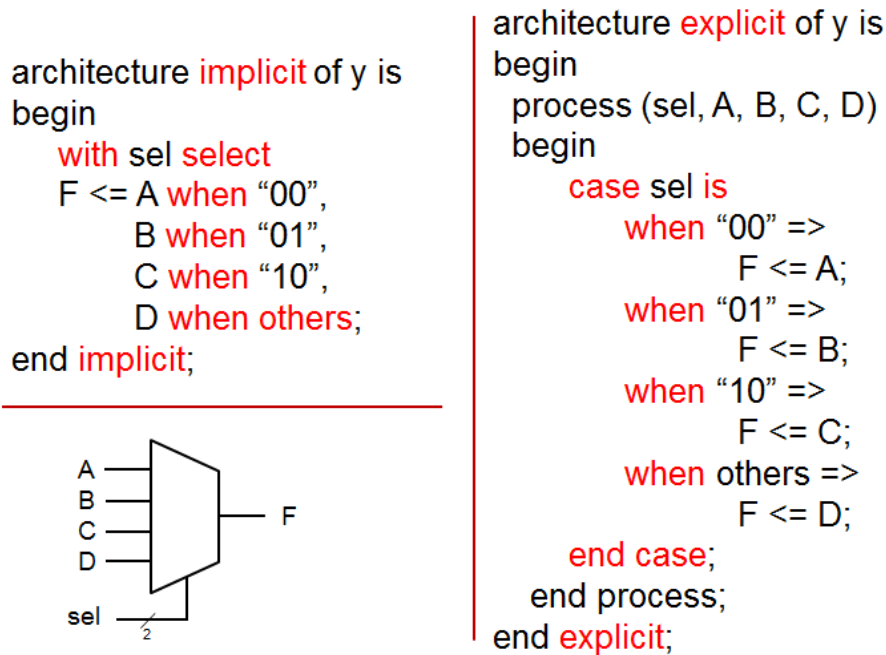 architecture implicit of y is
begin
with sel select
F <= A when “00”,
B when “01”,
C when “10”,
D when others;
end implicit;
A
B
C
D
F
sel
2
architecture explicit of y is
begin
process (sel, A, B, C, D)
begin
case sel is
when “00” =>
F <= A;
when “01” =>
F <= B;
when “10” =>
F <= C;
when others =>
F <= D;
end case;
end process;
end explicit;